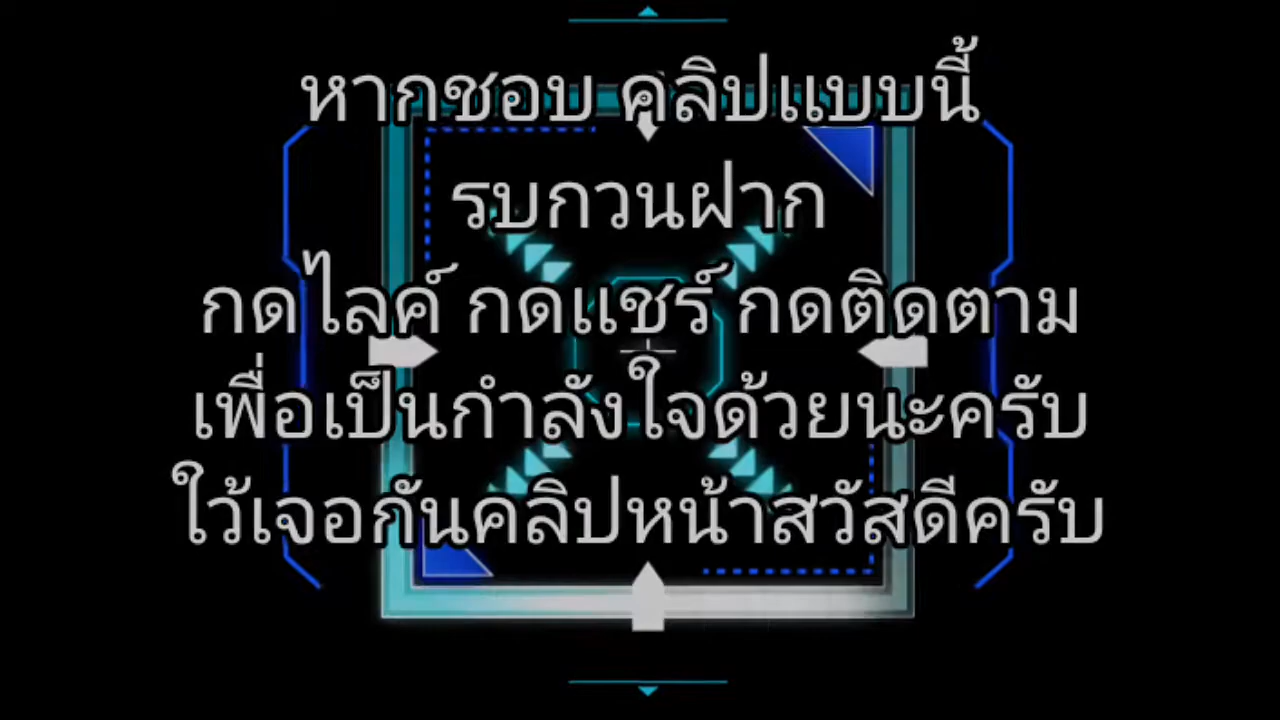 หากชอบ คลิปแบบนี้
รบกวนฝาก
กดไลค์ กดแชร์ กดติดตาม
เพื่อเป็นกำลังใจด้วยนะครับ
ใว้เจอกันคลิปหน้าสวัสดีครับ